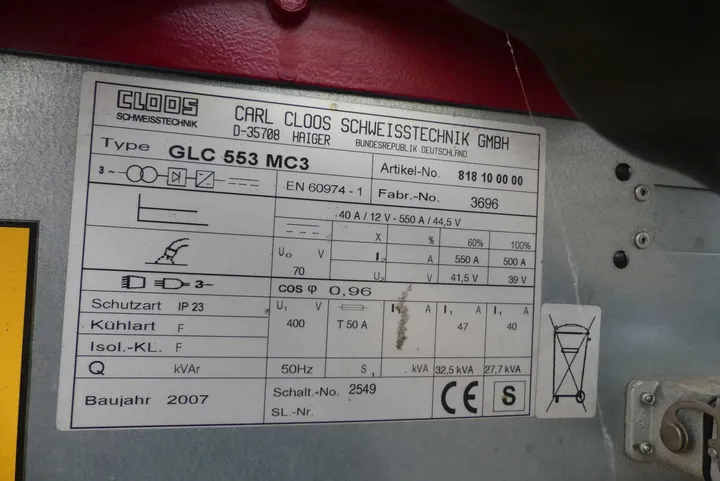 CLOOS
SCHWEISSTECHNIK
CARL CLOOS SCHWEISSTECHNIK GMBH
D-35708 HAIGER BUNDESREPUBLIK DEUTSCHLAND
Type GLC 553 MC3
Artikel-No. 818 10 00 00
3~
EN 60974 - 1
Fabr.-No. 3696
40 A / 12 V - 550 A / 44,5 V
X % 60% 100%
U₀ V I₂ A 550 A 500 A
70 U₂ V 41,5 V 39 V
3~ cos φ 0,96
Schutzart IP 23 U₁ V I₁ A I₁ A I₁ A
Kühlart F 400 T 50 A 47 40
Isol.-KL. F
Q kVAr 50Hz S₁ kVA 32,5 kVA 27,7 kVA
Baujahr 2007 Schalt.-No. 2549
SL.-Nr. CE S